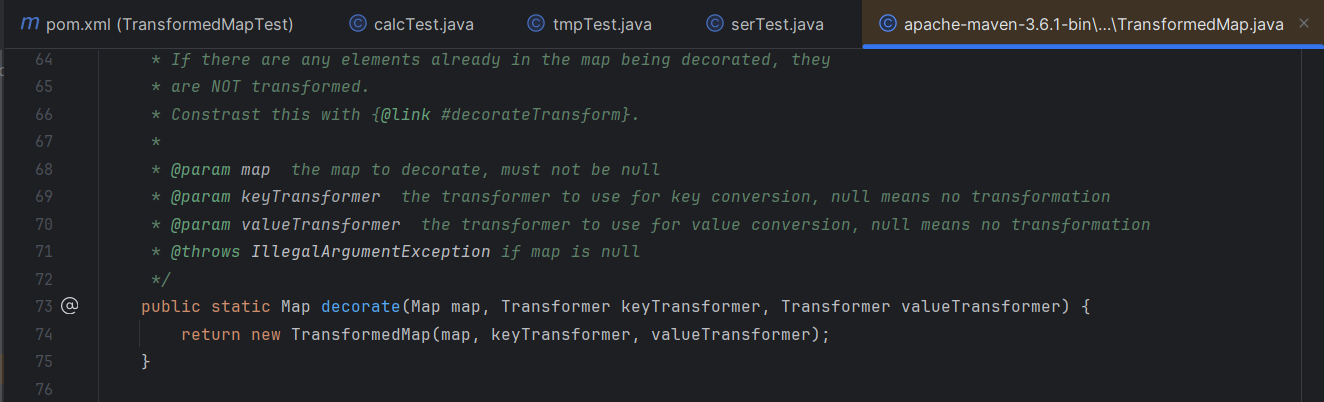 pom.xml (TransformedMapTest) calcTest.java tmpTest.java serTest.java apache-maven-3.6.1-bin\...\TransformedMap.java
64 * If there are any elements already in the map being decorated, they
65 * are NOT transformed.
66 * Constrast this with {@link #decorateTransform}.
67 *
68 * @param map  the map to decorate, must not be null
69 * @param keyTransformer  the transformer to use for key conversion, null means no transformation
70 * @param valueTransformer  the transformer to use for value conversion, null means no transformation
71 * @throws IllegalArgumentException if map is null
72 */
73 @ public static Map decorate(Map map, Transformer keyTransformer, Transformer valueTransformer) {
74 return new TransformedMap(map, keyTransformer, valueTransformer);
75 }
76